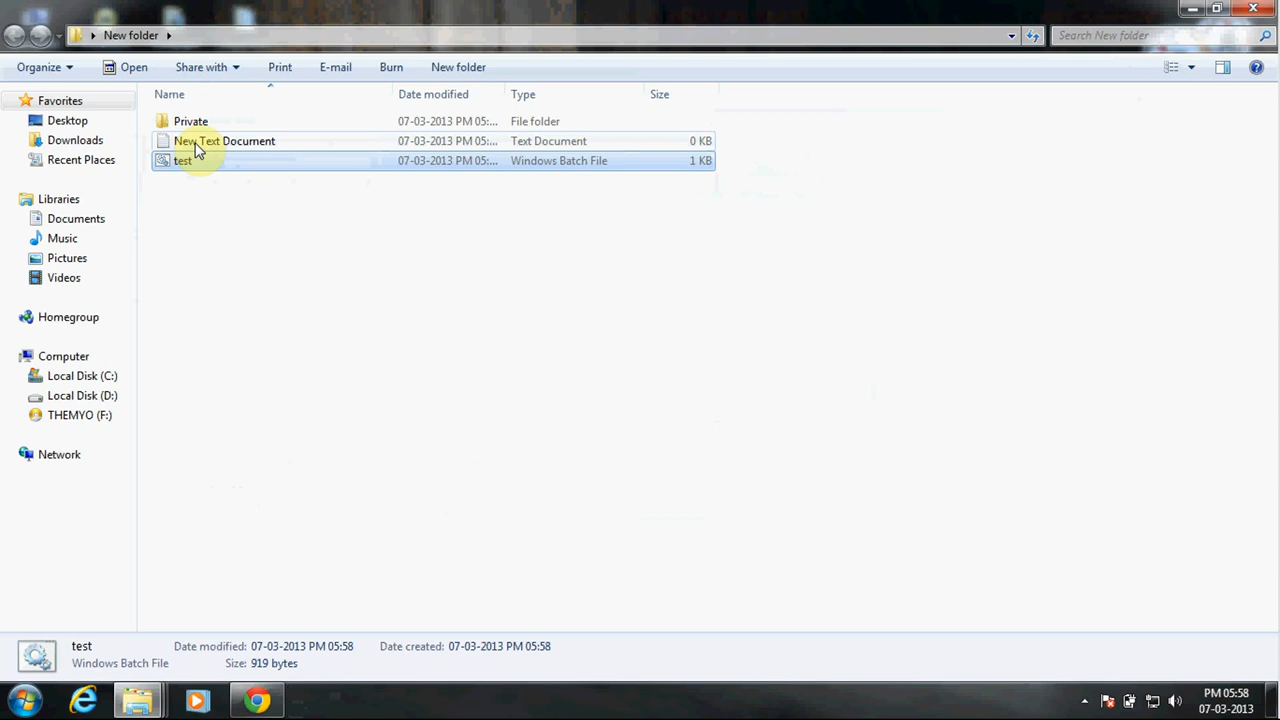 New folder
Search New folder
Organize Open Share with Print E-mail Burn New folder
Name Date modified Type Size
Favorites
Desktop
Downloads
Recent Places
Libraries
Documents
Music
Pictures
Videos
Homegroup
Computer
Local Disk (C:)
Local Disk (D:)
THEMYO (F:)
Network
Private 07-03-2013 PM 05:... File folder
New Text Document 07-03-2013 PM 05:... Text Document 0 KB
test 07-03-2013 PM 05:... Windows Batch File 1 KB
test Date modified: 07-03-2013 PM 05:58 Date created: 07-03-2013 PM 05:58
Windows Batch File Size: 919 bytes
PM 05:58
07-03-2013